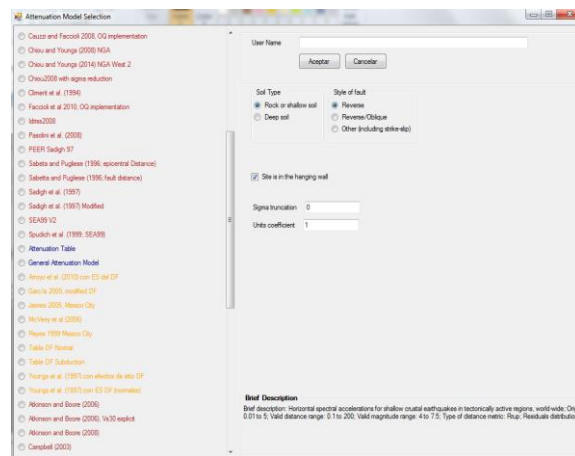 Attenuation Model Selection
Cauzzi and Faccioli 2008, OQ implementation
Chiou and Youngs (2008) NGA
Chiou and Youngs (2014) NGA West 2
Chiou2008 with sigma reduction
Climent et al. (1994)
Faccioli et al 2010, OQ implementation
Idriss2008
Pasolini et al. (2008)
PEER Sadigh 97
Sabetta and Pugliese (1996; epicentral Distance)
Sabetta and Pugliese (1996; fault distance)
Sadigh et al. (1997)
Sadigh et al. (1997) Modified
SEA99 V2
Spudich et al. (1999; SEA99)
Attenuation Table
General Attenuation Model
Arroyo et al. (2010) con ES del DF
García 2005, modified DF
Jaimes 2005, Mexico City
McVerry et al (2006)
Reyes 1999 Mexico City
Table DF Normal
Table DF Subduction
Youngs et al. (1997) con efectos de sitio DF
Youngs et al. (1997) con ES DF (normales)
Atkinson and Boore (2006)
Atkinson and Boore (2006), Vs30 explicit
Atkinson and Boore (2008)
Campbell (2003)
User Name
Aceptar Cancelar
Soil Type
Rock or shallow soil
Deep soil
Style of fault
Reverse
Reverse/Oblique
Other (including strike-slip)
Site is in the hanging wall
Sigma truncation 0
Units coefficient 1
Brief Description
Brief description: Horizontal spectral accelerations for shallow crustal earthquakes in tectonically active regions, world-wide; Ori
0.01 to 5; Valid distance range: 0.1 to 200; Valid magnitude range: 4 to 7.5; Type of distance metric: Rrup; Residuals distributio